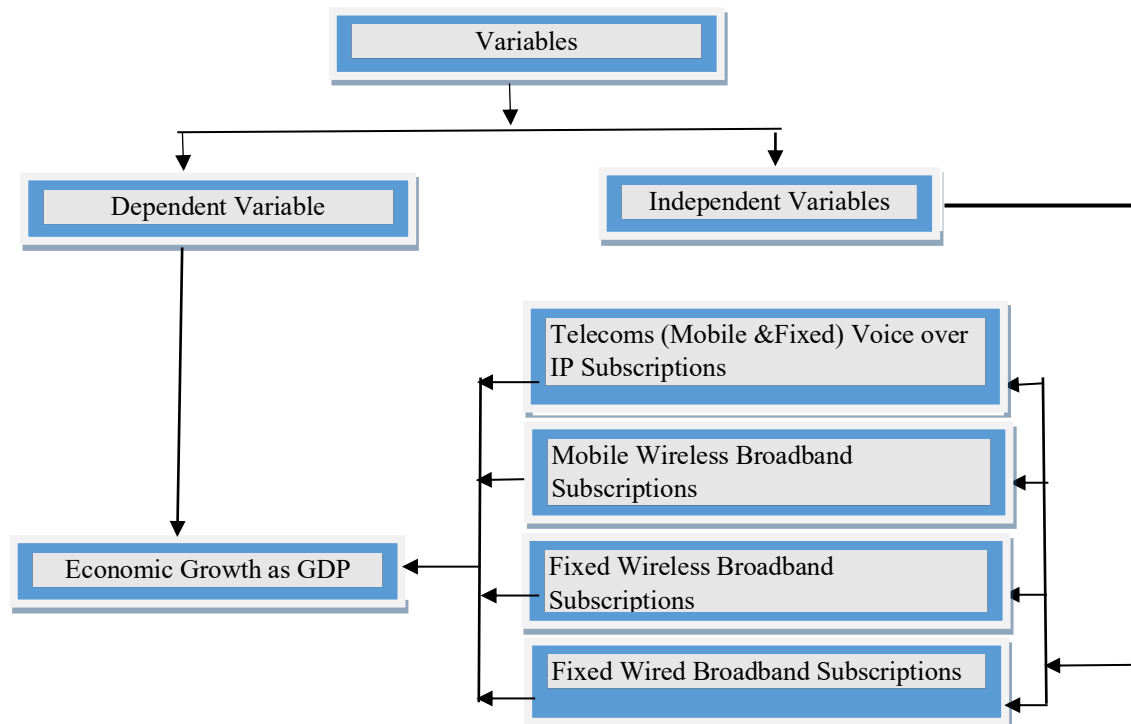 Variables
Dependent Variable
Independent Variables
Telecoms (Mobile &Fixed) Voice over
IP Subscriptions
Mobile Wireless Broadband
Subscriptions
Economic Growth as GDP
Fixed Wireless Broadband
Subscriptions
Fixed Wired Broadband Subscriptions